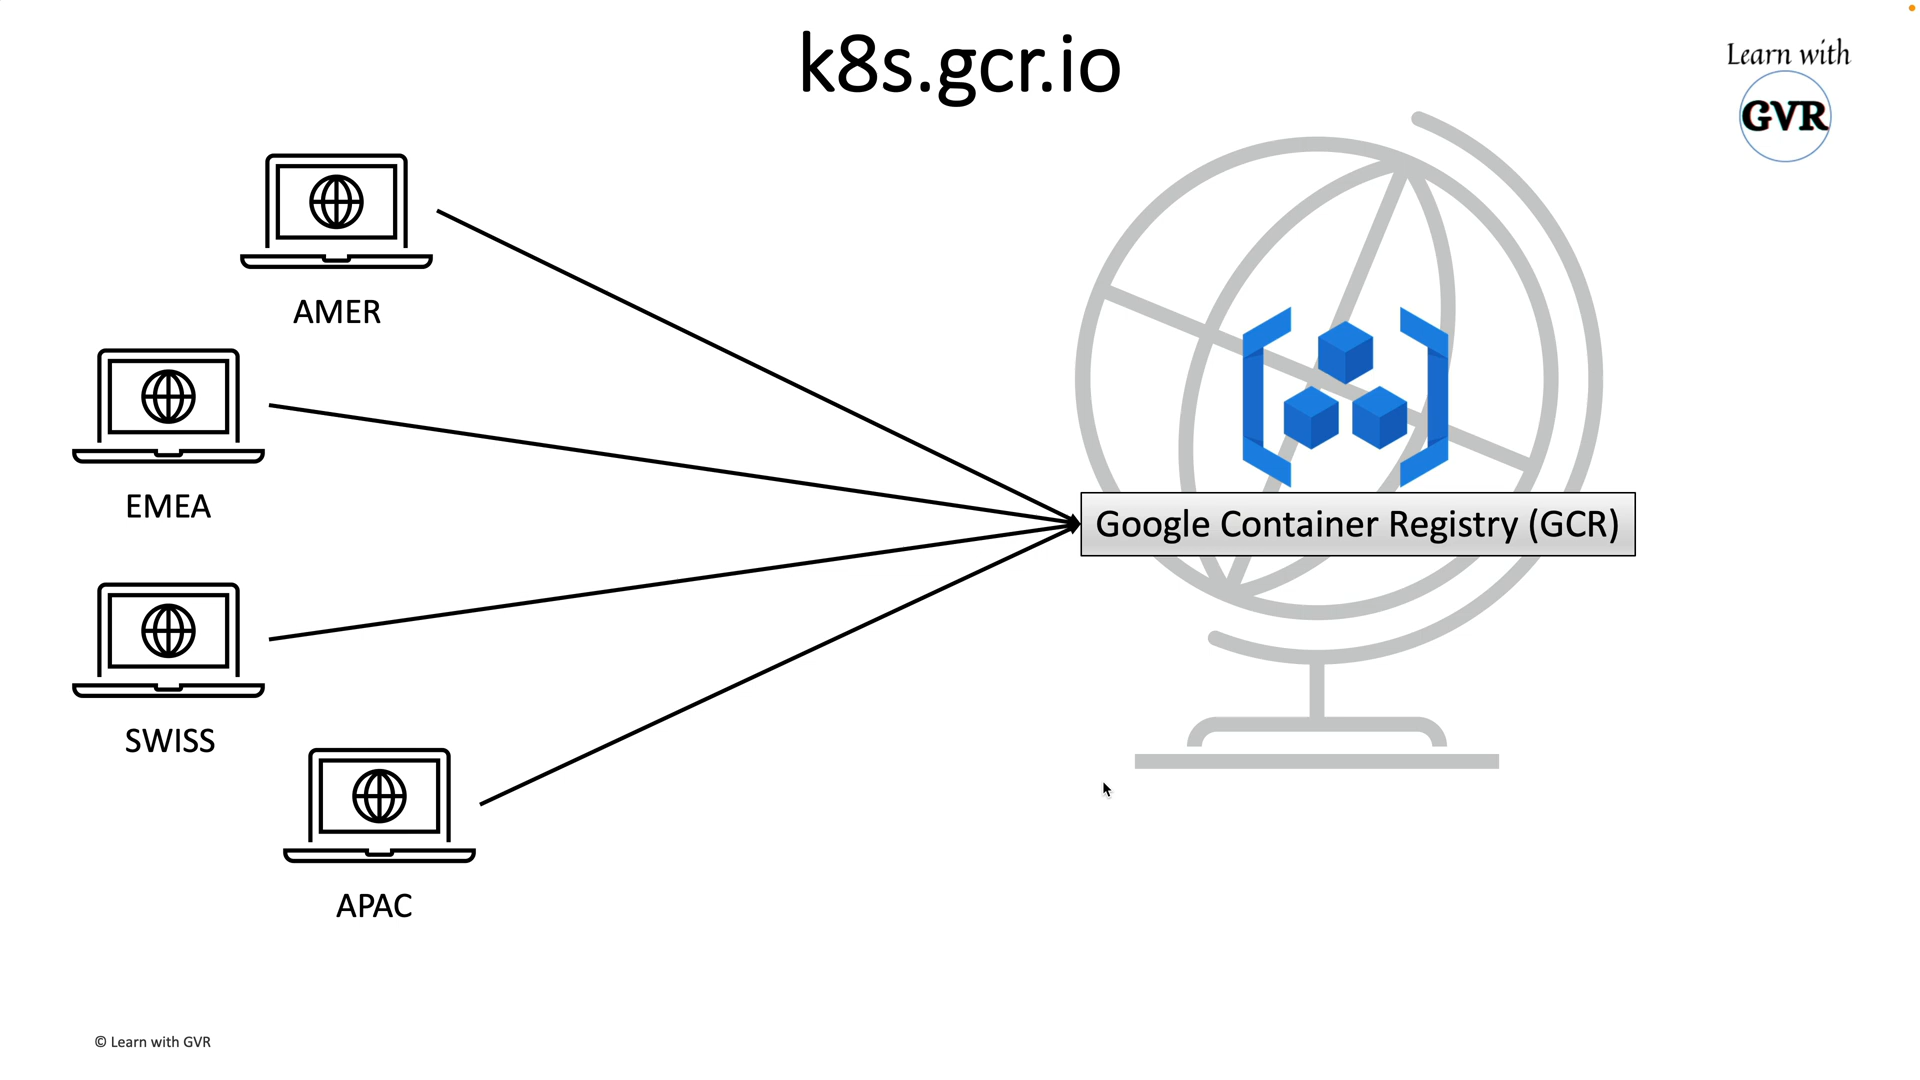 k8s.gcr.io
Learn with
GVR
AMER
EMEA
Google Container Registry (GCR)
SWISS
APAC
© Learn with GVR